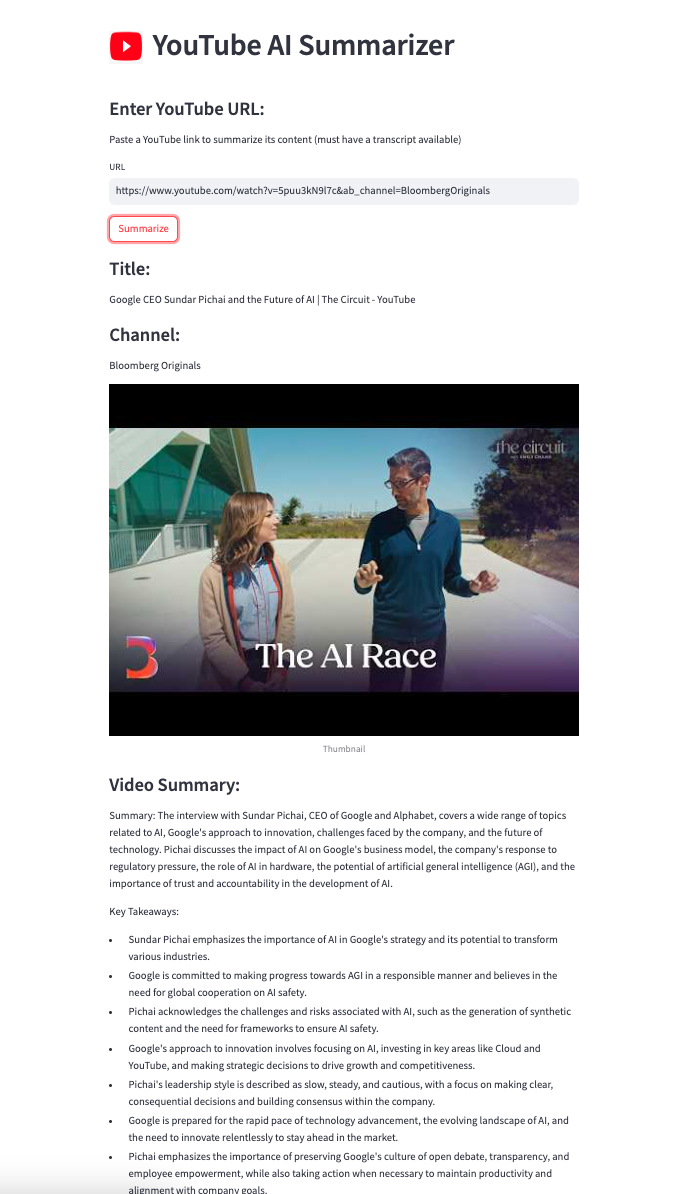 YouTube AI Summarizer
Enter YouTube URL:
Paste a YouTube link to summarize its content (must have a transcript available)
URL
https://www.youtube.com/watch?v=5puu3kN9l7c&ab_channel=BloombergOriginals
Summarize
Title:
Google CEO Sundar Pichai and the Future of AI | The Circuit - YouTube
Channel:
Bloomberg Originals
the circuit
WITH EMILY CHANG
The AI Race
Thumbnail
Video Summary:
Summary: The interview with Sundar Pichai, CEO of Google and Alphabet, covers a wide range of topics
related to AI, Google's approach to innovation, challenges faced by the company, and the future of
technology. Pichai discusses the impact of AI on Google's business model, the company's response to
regulatory pressure, the role of AI in hardware, the potential of artificial general intelligence (AGI), and the
importance of trust and accountability in the development of AI.
Key Takeaways:
• Sundar Pichai emphasizes the importance of AI in Google's strategy and its potential to transform
various industries.
• Google is committed to making progress towards AGI in a responsible manner and believes in the
need for global cooperation on AI safety.
• Pichai acknowledges the challenges and risks associated with AI, such as the generation of synthetic
content and the need for frameworks to ensure AI safety.
• Google's approach to innovation involves focusing on AI, investing in key areas like Cloud and
YouTube, and making strategic decisions to drive growth and competitiveness.
• Pichai's leadership style is described as slow, steady, and cautious, with a focus on making clear,
consequential decisions and building consensus within the company.
• Google is prepared for the rapid pace of technology advancement, the evolving landscape of AI, and
the need to innovate relentlessly to stay ahead in the market.
• Pichai emphasizes the importance of preserving Google's culture of open debate, transparency, and
employee empowerment, while also taking action when necessary to maintain productivity and
alignment with company goals.